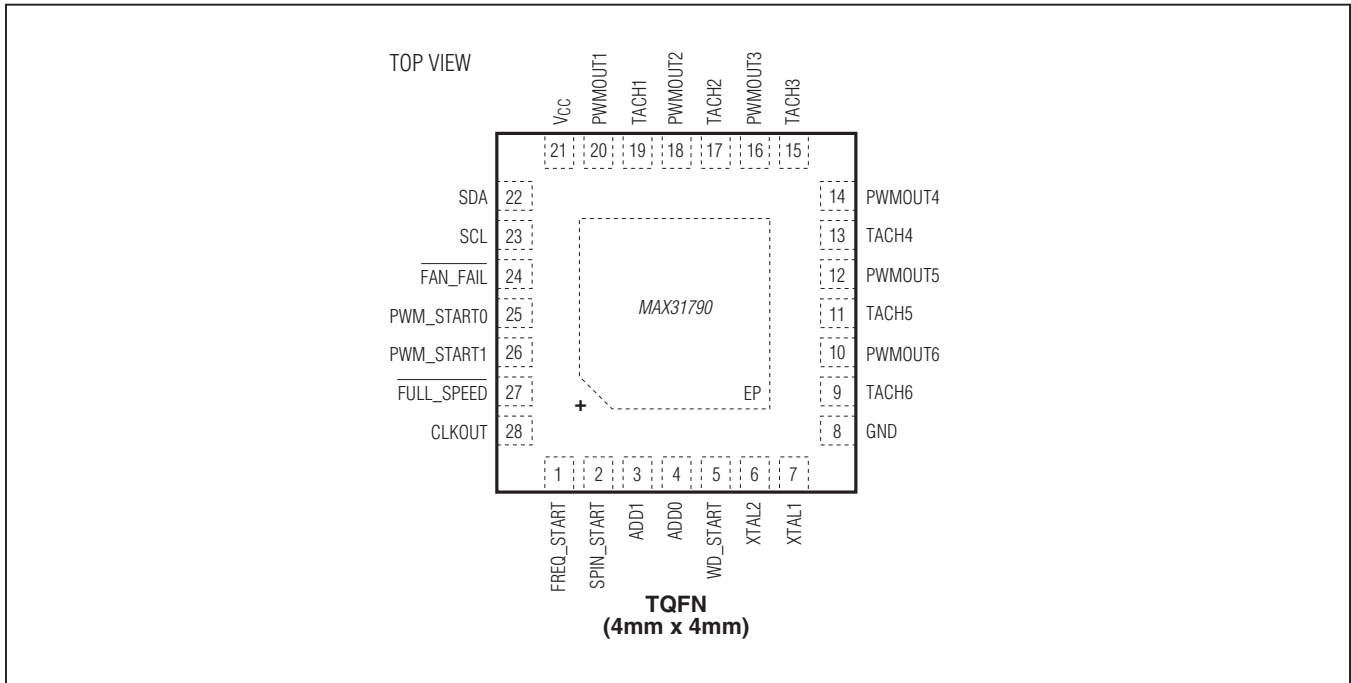 TOP VIEW
VCC
PWMOUT1
TACH1
PWMOUT2
TACH2
PWMOUT3
TACH3
21 20 19 18 17 16 15
SDA 22
SCL 23
FAN_FAIL 24
PWM_START0 25
PWM_START1 26
FULL_SPEED 27
CLKOUT 28
MAX31790
EP
+
14 PWMOUT4
13 TACH4
12 PWMOUT5
11 TACH5
10 PWMOUT6
9 TACH6
8 GND
1 2 3 4 5 6 7
FREQ_START
SPIN_START
ADD1
ADD0
WD_START
XTAL2
XTAL1
TQFN
(4mm x 4mm)